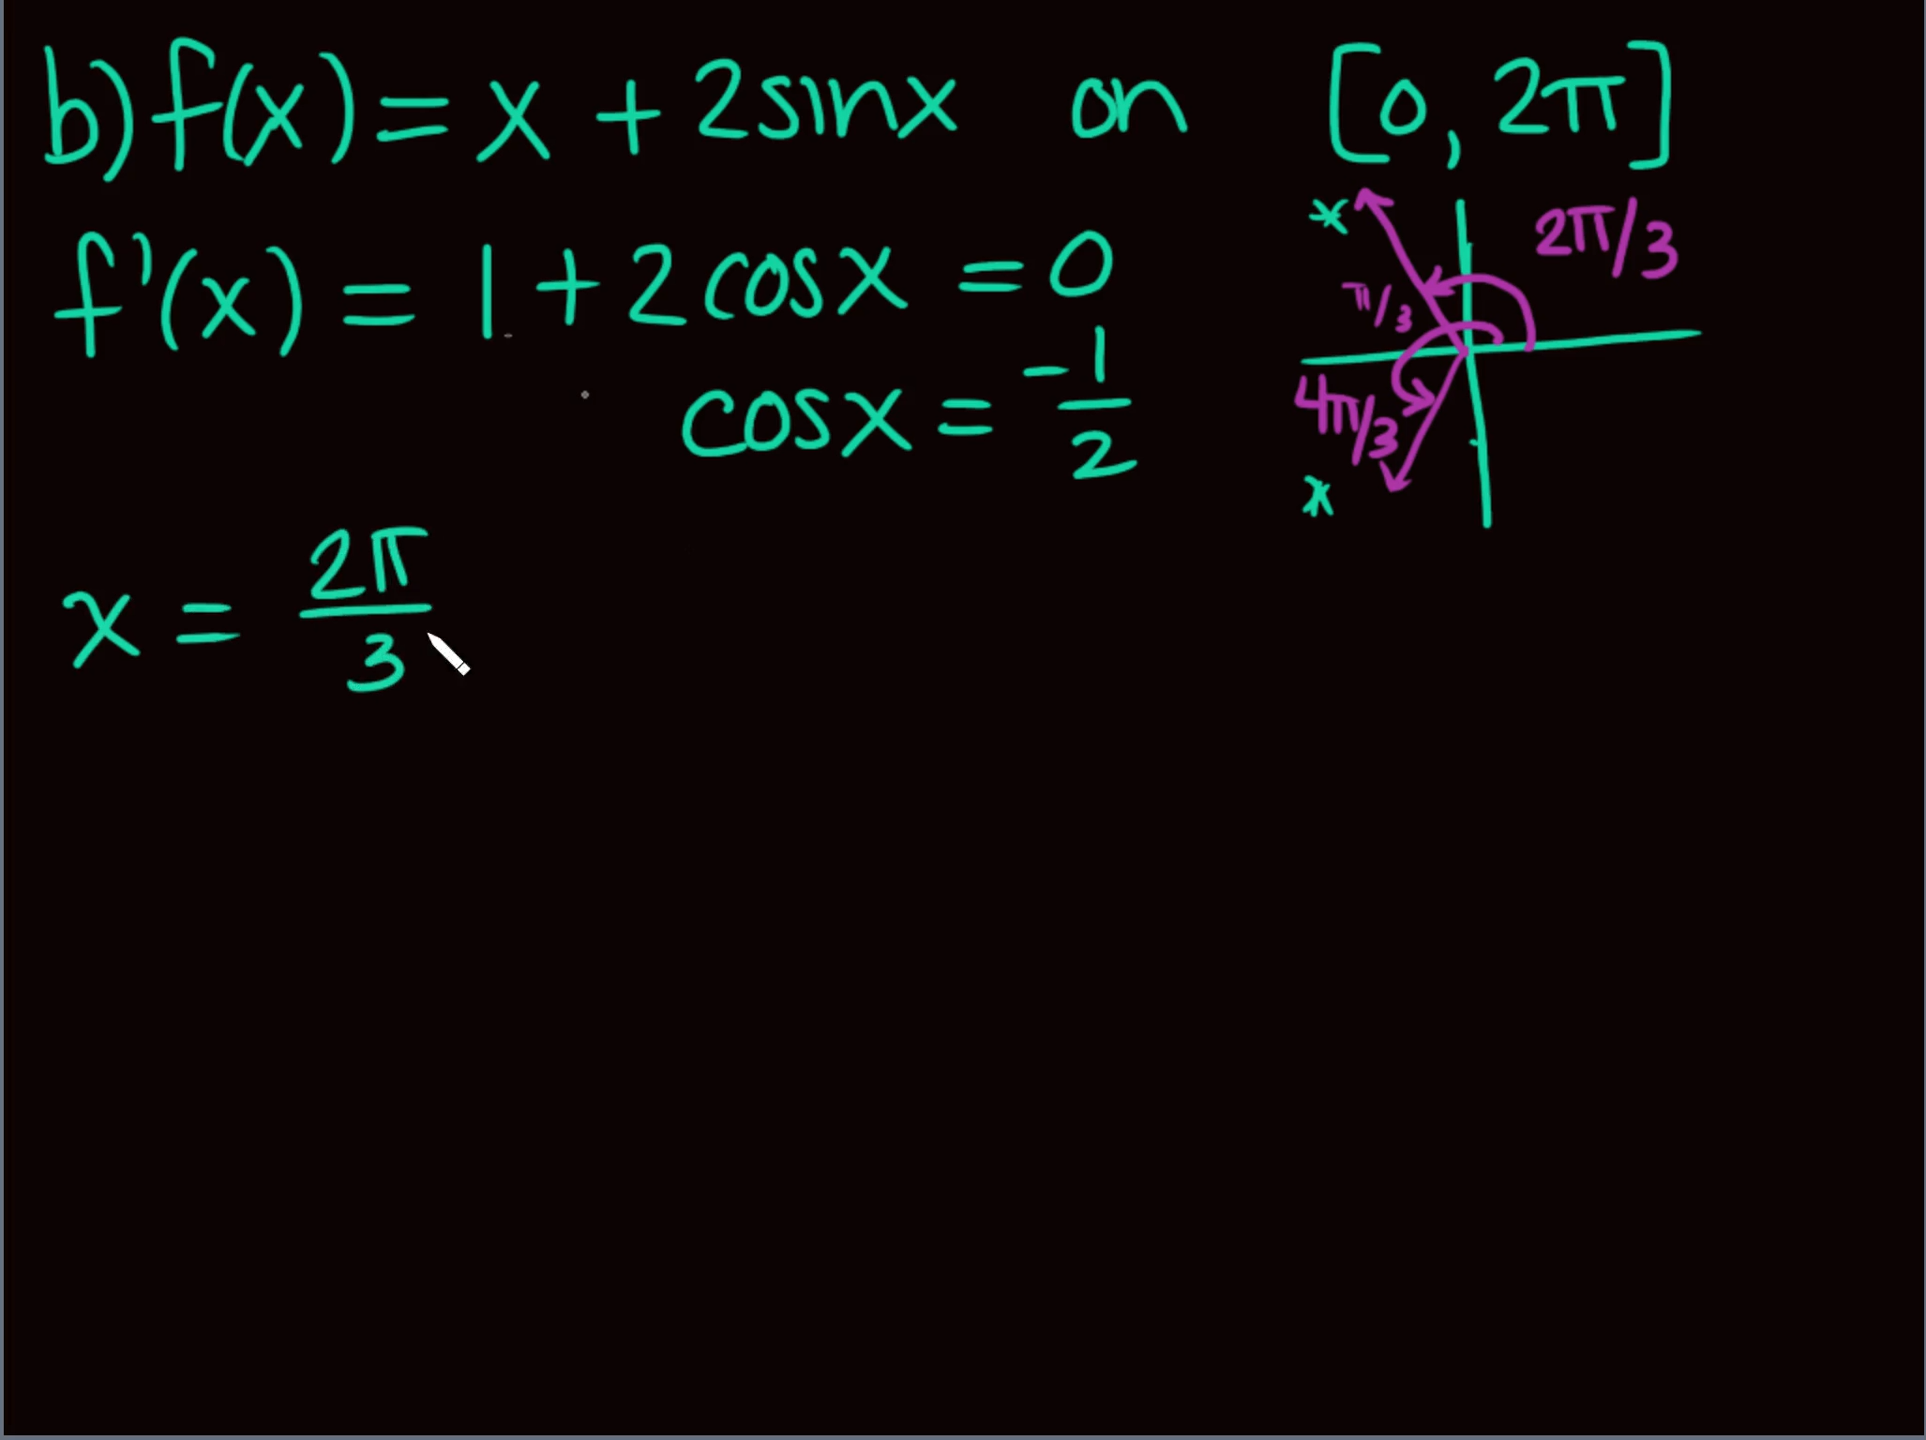 b) f(x) = x + 2sinx on [0, 2π]
f'(x) = 1 + 2cosx = 0
cosx = -1/2
* 2π/3
π/3
4π/3
*
x = 2π/3